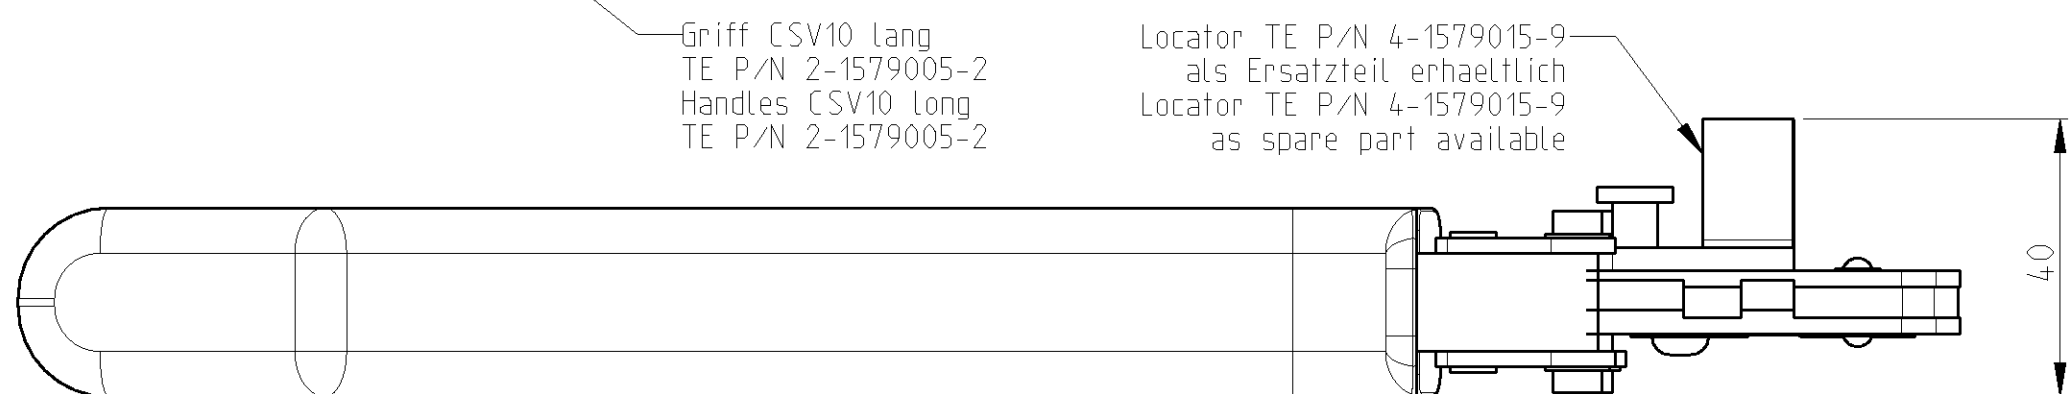 Griff CSV10 lang
TE P/N 2-1579005-2
Handles CSV10 long
TE P/N 2-1579005-2
Locator TE P/N 4-1579015-9
als Ersatzteil erhaeltlich
Locator TE P/N 4-1579015-9
as spare part available
40